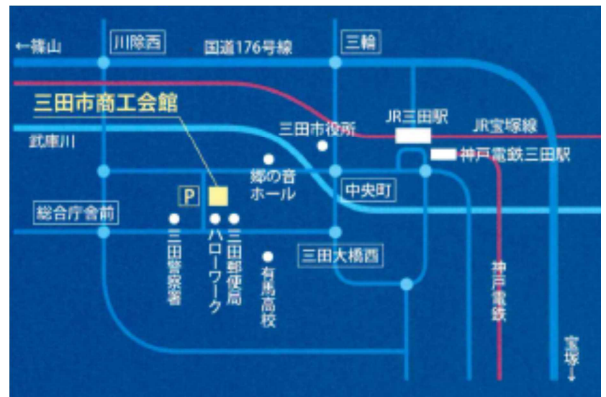 ←篠山
川除西
国道176号線
三輪
三田市商工会館
JR三田駅
三田市役所
JR宝塚線
武庫川
神戸電鉄三田駅
郷の音
ホール
P
中央町
総合庁舎前
三田警察署
ハローワーク
三田郵便局
有馬高校
三田大橋西
神戸電鉄
宝塚→